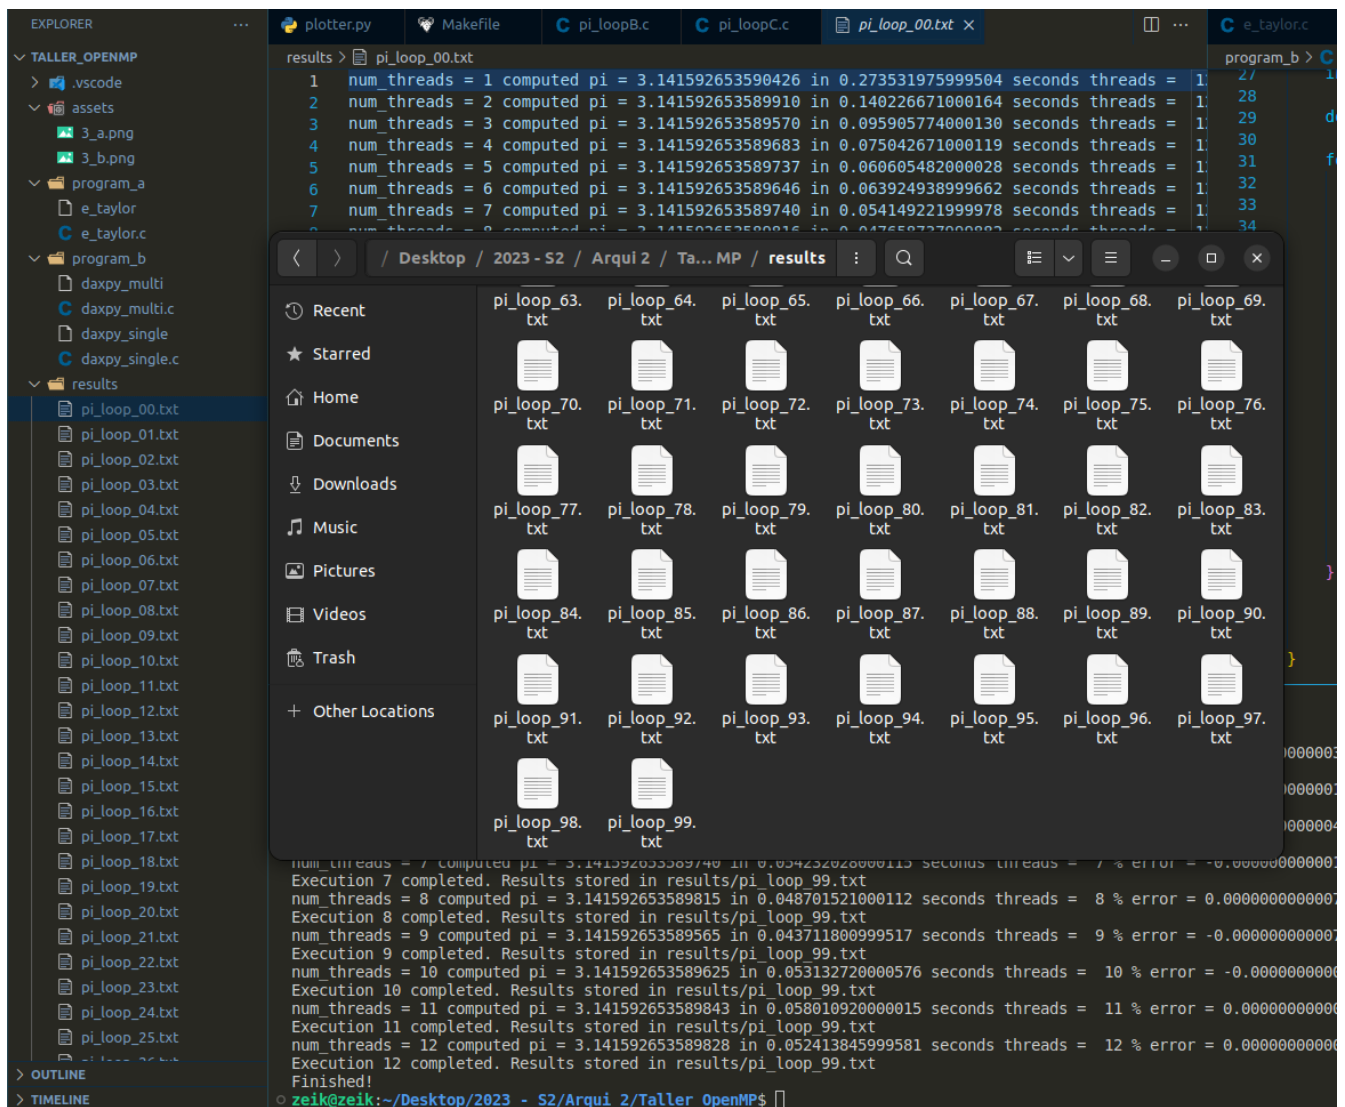 EXPLORER ···
TALLER_OPENMP
.vscode
assets
3_a.png
3_b.png
program_a
e_taylor
e_taylor.c
program_b
daxpy_multi
daxpy_multi.c
daxpy_single
daxpy_single.c
results
pi_loop_00.txt
pi_loop_01.txt
pi_loop_02.txt
pi_loop_03.txt
pi_loop_04.txt
pi_loop_05.txt
pi_loop_06.txt
pi_loop_07.txt
pi_loop_08.txt
pi_loop_09.txt
pi_loop_10.txt
pi_loop_11.txt
pi_loop_12.txt
pi_loop_13.txt
pi_loop_14.txt
pi_loop_15.txt
pi_loop_16.txt
pi_loop_17.txt
pi_loop_18.txt
pi_loop_19.txt
pi_loop_20.txt
pi_loop_21.txt
pi_loop_22.txt
pi_loop_23.txt
pi_loop_24.txt
pi_loop_25.txt
OUTLINE
TIMELINE
plotter.py Makefile C pi_loopB.c C pi_loopC.c pi_loop_00.txt × ··· C e_taylor.c
results > pi_loop_00.txt
program_b > C
1 num_threads = 1 computed pi = 3.141592653590426 in 0.273531975999504 seconds threads =
2 num_threads = 2 computed pi = 3.141592653589910 in 0.140226671000164 seconds threads =
3 num_threads = 3 computed pi = 3.141592653589570 in 0.095905774000130 seconds threads =
4 num_threads = 4 computed pi = 3.141592653589683 in 0.075042671000119 seconds threads =
5 num_threads = 5 computed pi = 3.141592653589737 in 0.060605482000028 seconds threads =
6 num_threads = 6 computed pi = 3.141592653589646 in 0.063924938999662 seconds threads =
7 num_threads = 7 computed pi = 3.141592653589740 in 0.054149221999978 seconds threads =
27
28
29
30
31
32
33
34
}
}
/ Desktop / 2023 - S2 / Arqui 2 / Ta... MP / results
Recent
Starred
Home
Documents
Downloads
Music
Pictures
Videos
Trash
+ Other Locations
pi_loop_63. pi_loop_64. pi_loop_65. pi_loop_66. pi_loop_67. pi_loop_68. pi_loop_69.
txt txt txt txt txt txt txt
pi_loop_70. pi_loop_71. pi_loop_72. pi_loop_73. pi_loop_74. pi_loop_75. pi_loop_76.
txt txt txt txt txt txt txt
pi_loop_77. pi_loop_78. pi_loop_79. pi_loop_80. pi_loop_81. pi_loop_82. pi_loop_83.
txt txt txt txt txt txt txt
pi_loop_84. pi_loop_85. pi_loop_86. pi_loop_87. pi_loop_88. pi_loop_89. pi_loop_90.
txt txt txt txt txt txt txt
pi_loop_91. pi_loop_92. pi_loop_93. pi_loop_94. pi_loop_95. pi_loop_96. pi_loop_97.
txt txt txt txt txt txt txt
pi_loop_98. pi_loop_99.
txt txt
num_threads = 7 computed pi = 3.141592653589740 in 0.054232028000115 seconds threads = 7 % error = -0.000000000001
Execution 7 completed. Results stored in results/pi_loop_99.txt
num_threads = 8 computed pi = 3.141592653589815 in 0.048701521000112 seconds threads = 8 % error = 0.0000000000007
Execution 8 completed. Results stored in results/pi_loop_99.txt
num_threads = 9 computed pi = 3.141592653589565 in 0.043711800999517 seconds threads = 9 % error = -0.000000000007
Execution 9 completed. Results stored in results/pi_loop_99.txt
num_threads = 10 computed pi = 3.141592653589625 in 0.053132720000576 seconds threads = 10 % error = -0.0000000000
Execution 10 completed. Results stored in results/pi_loop_99.txt
num_threads = 11 computed pi = 3.141592653589843 in 0.058010920000015 seconds threads = 11 % error = 0.00000000000
Execution 11 completed. Results stored in results/pi_loop_99.txt
num_threads = 12 computed pi = 3.141592653589828 in 0.052413845999581 seconds threads = 12 % error = 0.00000000000
Execution 12 completed. Results stored in results/pi_loop_99.txt
Finished!
zeik@zeik:~/Desktop/2023 - S2/Arqui 2/Taller OpenMP$